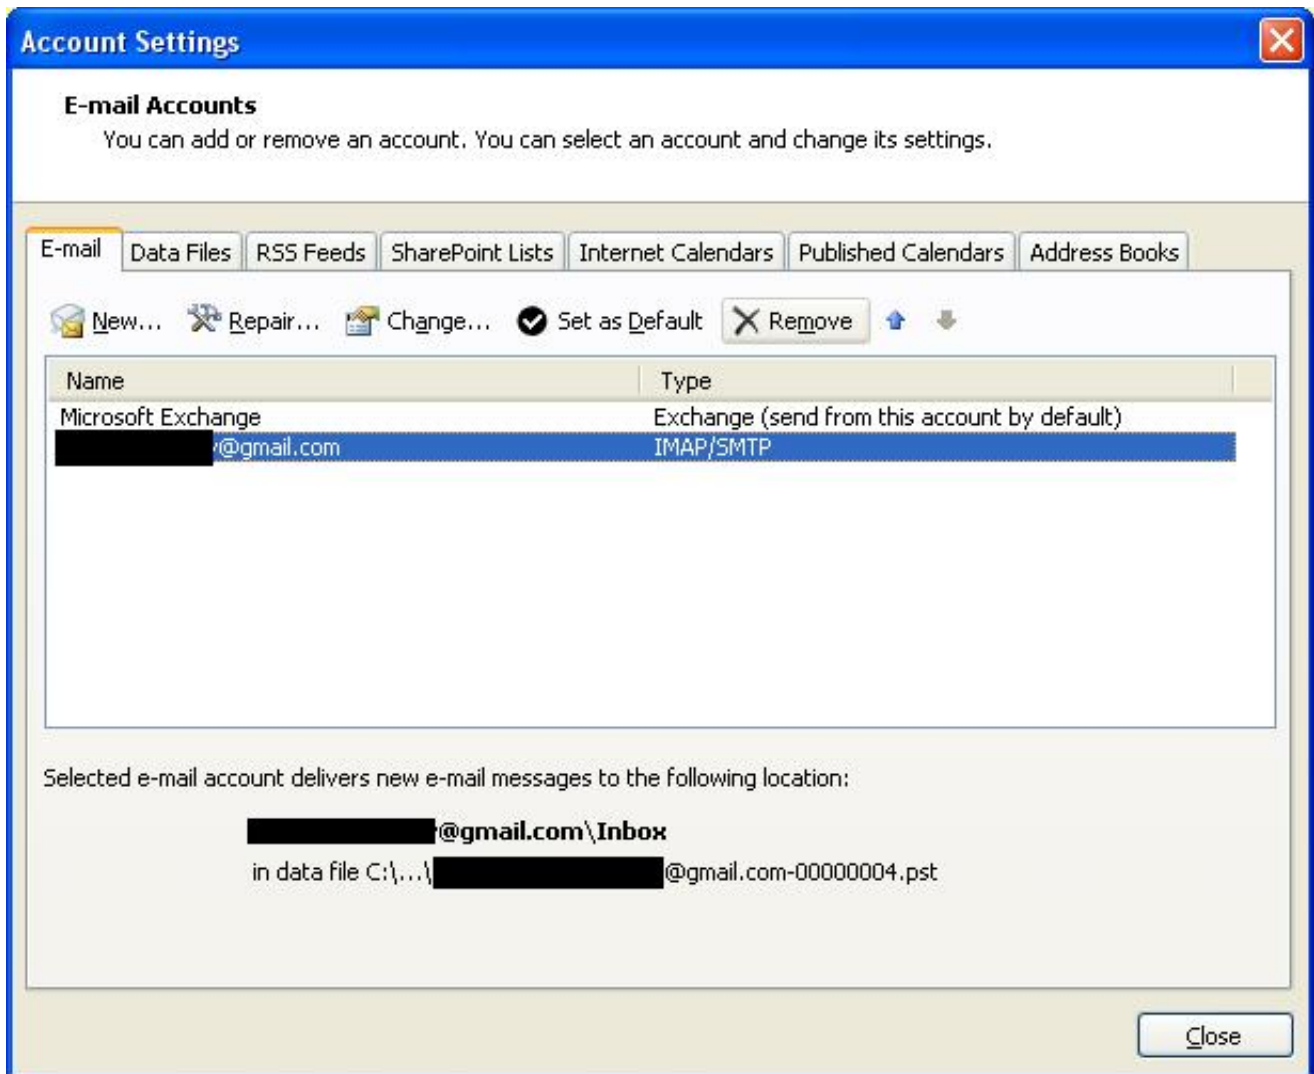 Account Settings
E-mail Accounts
You can add or remove an account. You can select an account and change its settings.
E-mail Data Files RSS Feeds SharePoint Lists Internet Calendars Published Calendars Address Books
New... Repair... Change... Set as Default Remove
Name Type
Microsoft Exchange Exchange (send from this account by default)
@gmail.com IMAP/SMTP
Selected e-mail account delivers new e-mail messages to the following location:
@gmail.com\Inbox
in data file C:\...\ @gmail.com-00000004.pst
Close